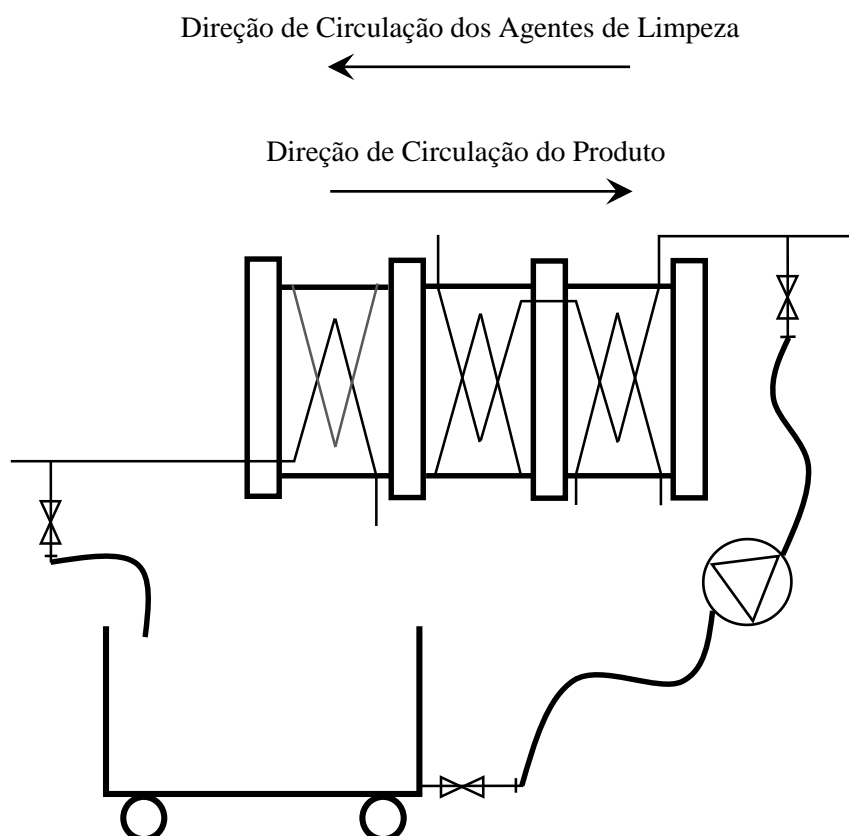 Direção de Circulação dos Agentes de Limpeza
Direção de Circulação do Produto